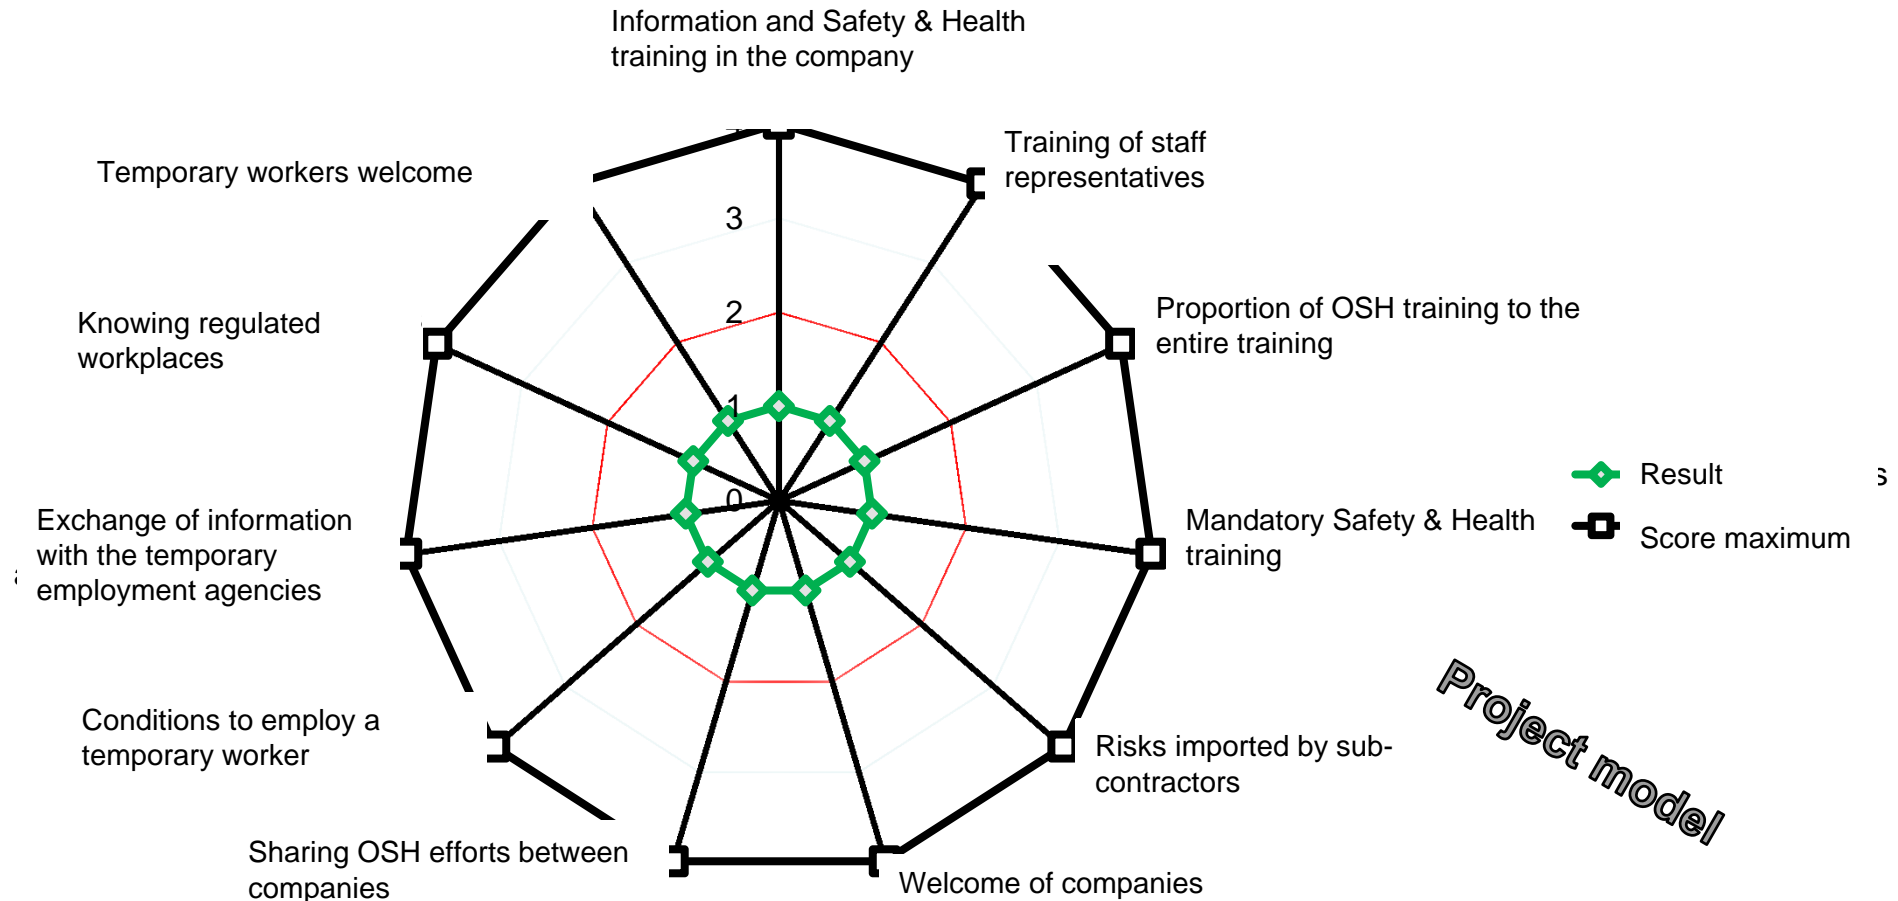 Information and Safety & Health
training in the company
Training of staff
representatives
Temporary workers welcome
3
Proportion of OSH training to the
entire training
Knowing regulated
workplaces
2
1
0
Result
Score maximum
s
Mandatory Safety & Health
training
Exchange of information
with the temporary
employment agencies
Conditions to employ a
temporary worker
Risks imported by sub-
contractors
Project model
Sharing OSH efforts between
companies
Welcome of companies